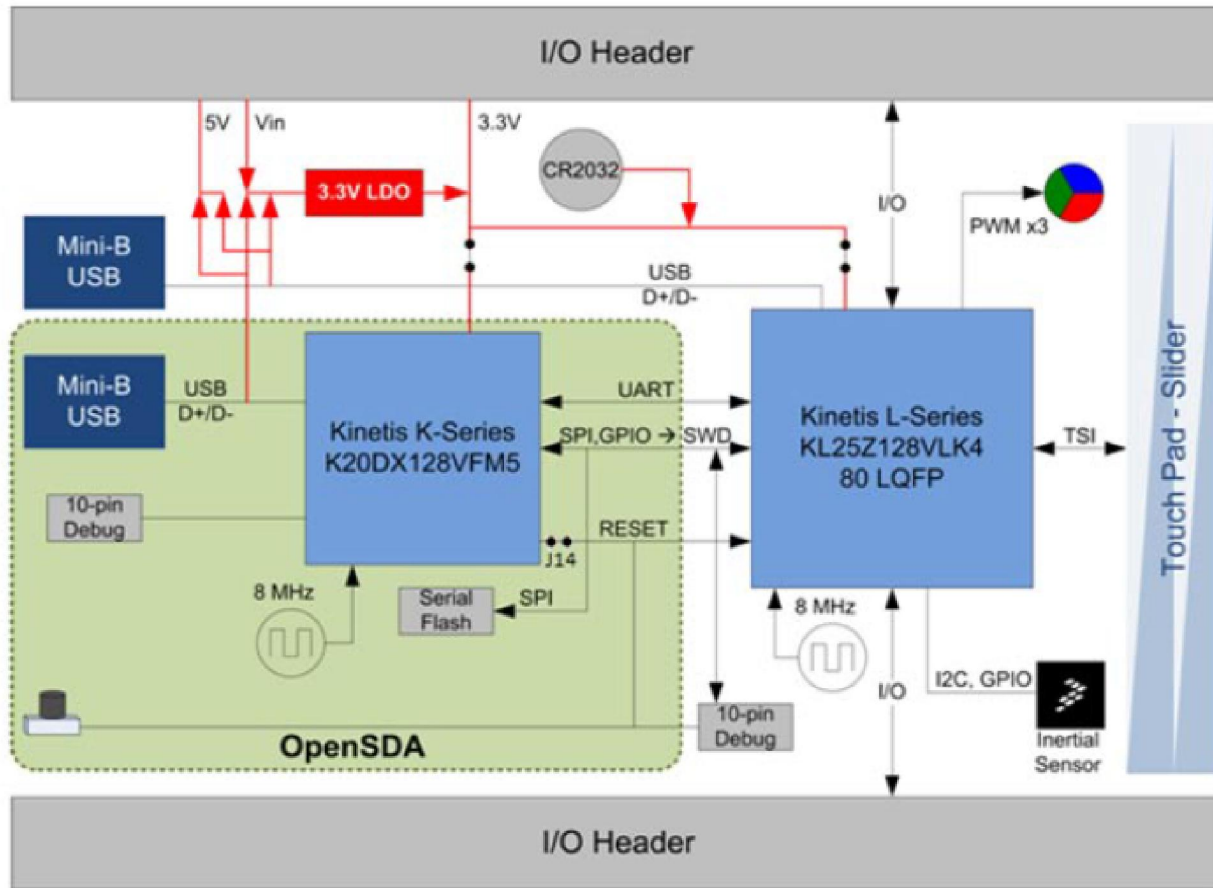 I/O Header
5V
Vin
3.3V
3.3V LDO
CR2032
I/O
PWM x3
Mini-B
USB
USB
D+/D-
Mini-B
USB
USB
D+/D-
Kinetis K-Series
K20DX128VFM5
UART
SPI,GPIO → SWD
Kinetis L-Series
KL25Z128VLK4
80 LQFP
TSI
Touch Pad - Slider
10-pin
Debug
RESET
J14
8 MHz
Serial
Flash
SPI
8 MHz
I/O
I2C, GPIO
10-pin
Debug
Inertial
Sensor
OpenSDA
I/O Header